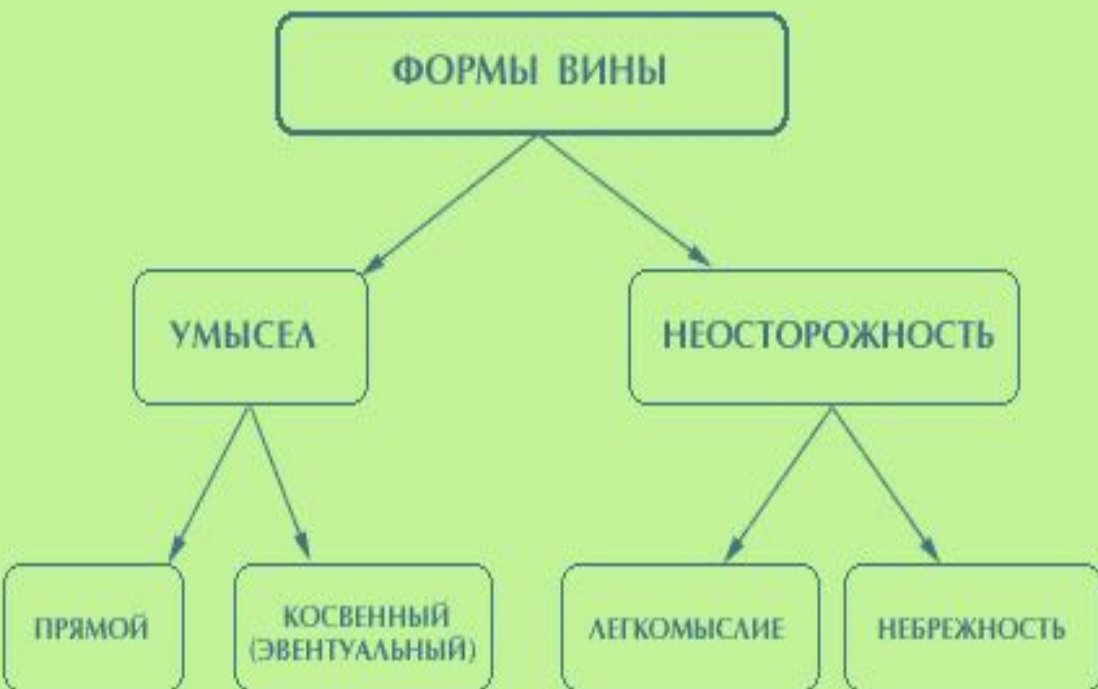 ФОРМЫ ВИНЫ
УМЫСЕЛ
НЕОСТОРОЖНОСТЬ
ПРЯМОЙ
КОСВЕННЫЙ
(ЭВЕНТУАЛЬНЫЙ)
ЛЕГКОМЫСЛИЕ
НЕБРЕЖНОСТЬ